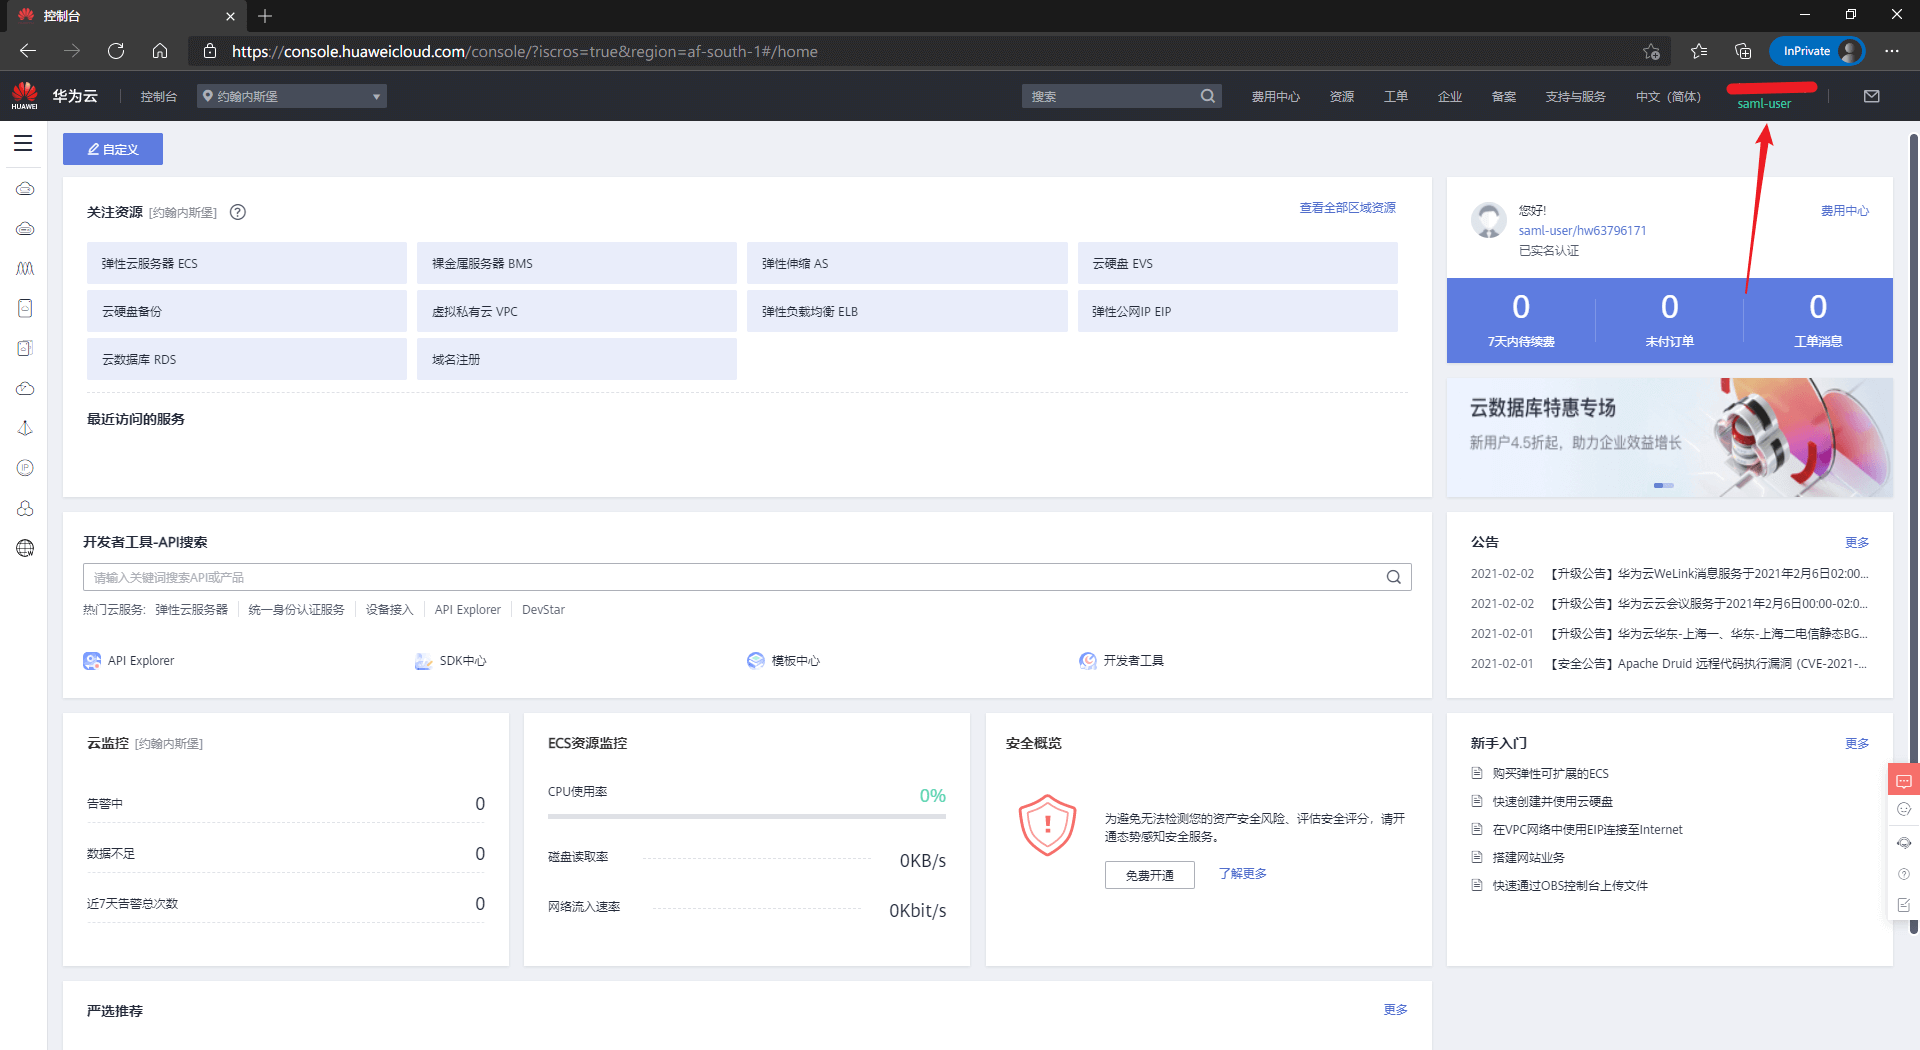 控制台
https://console.huaweicloud.com/console/?iscros=true&region=af-south-1#/home
InPrivate
HUAWEI
华为云
控制台
约翰内斯堡
搜索
费用中心
资源
工单
企业
备案
支持与服务
中文（简体）
saml-user
自定义
关注资源 [约翰内斯堡]
查看全部区域资源
弹性云服务器 ECS
裸金属服务器 BMS
弹性伸缩 AS
云硬盘 EVS
云硬盘备份
虚拟私有云 VPC
弹性负载均衡 ELB
弹性公网IP EIP
云数据库 RDS
域名注册
最近访问的服务
您好!
费用中心
saml-user/hw63796171
已实名认证
0
0
0
7天内待续费
未付订单
工单消息
云数据库特惠专场
新用户4.5折起，助力企业效益增长
开发者工具-API搜索
请输入关键词搜索API或产品
热门云服务: 弹性云服务器 统一身份认证服务 设备接入 API Explorer DevStar
API Explorer
SDK中心
模板中心
开发者工具
公告
更多
2021-02-02 【升级公告】华为云WeLink消息服务于2021年2月6日02:00...
2021-02-02 【升级公告】华为云云会议服务于2021年2月6日00:00-02:0...
2021-02-01 【升级公告】华为云华东-上海一、华东-上海二电信静态BG...
2021-02-01 【安全公告】Apache Druid 远程代码执行漏洞 (CVE-2021-...
云监控 [约翰内斯堡]
告警中 0
数据不足 0
近7天告警总次数 0
ECS资源监控
CPU使用率 0%
磁盘读取率 0KB/s
网络流入速率 0Kbit/s
安全概览
为避免无法检测您的资产安全风险、评估安全评分，请开
通态势感知安全服务。
免费开通
了解更多
新手入门
更多
购买弹性可扩展的ECS
快速创建并使用云硬盘
在VPC网络中使用EIP连接至Internet
搭建网站业务
快速通过OBS控制台上传文件
严选推荐
更多